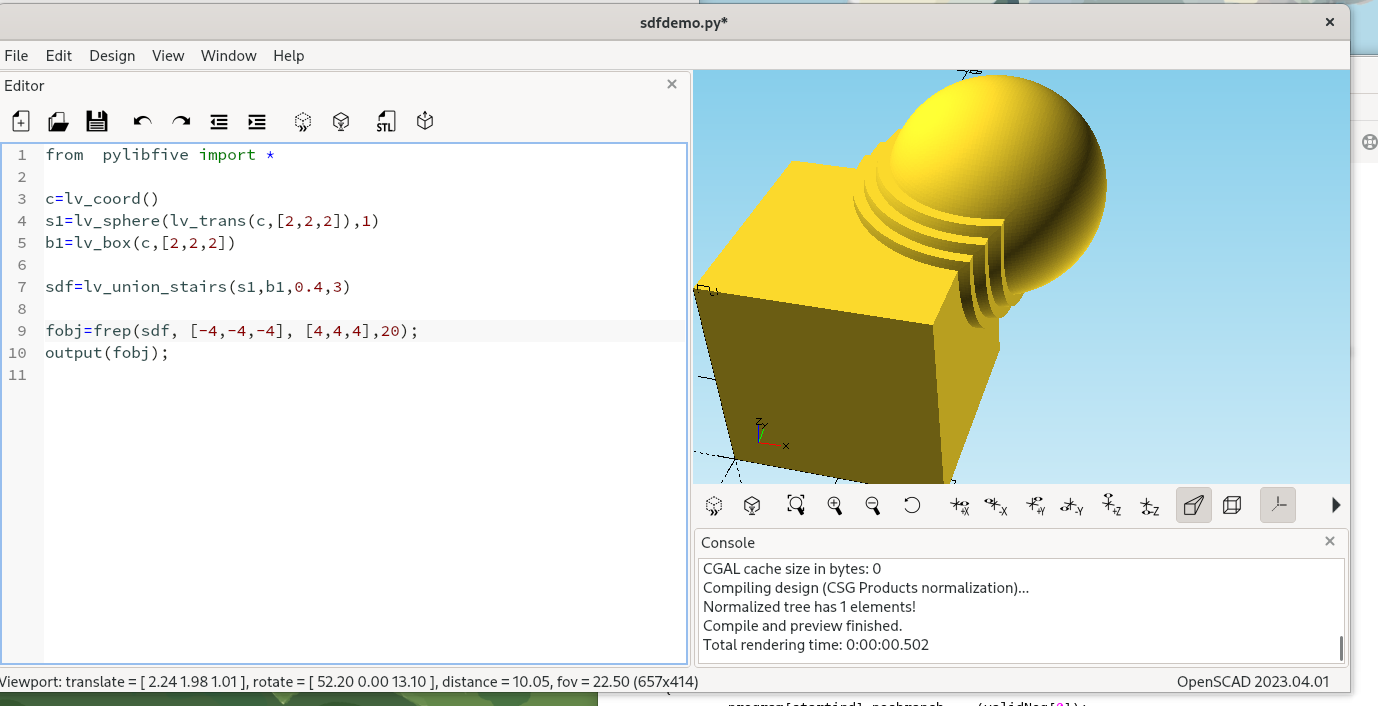 sdfdemo.py*
File Edit Design View Window Help
Editor
STL
1 from  pylibfive import *
2
3 c=lv_coord()
4 s1=lv_sphere(lv_trans(c,[2,2,2]),1)
5 b1=lv_box(c,[2,2,2])
6
7 sdf=lv_union_stairs(s1,b1,0.4,3)
8
9 fobj=frep(sdf, [-4,-4,-4], [4,4,4],20);
10 output(fobj);
11
z
y
x
+X -X +Y -Y +Z -Z
Console
CGAL cache size in bytes: 0
Compiling design (CSG Products normalization)...
Normalized tree has 1 elements!
Compile and preview finished.
Total rendering time: 0:00:00.502
Viewport: translate = [ 2.24 1.98 1.01 ], rotate = [ 52.20 0.00 13.10 ], distance = 10.05, fov = 22.50 (657x414)
OpenSCAD 2023.04.01